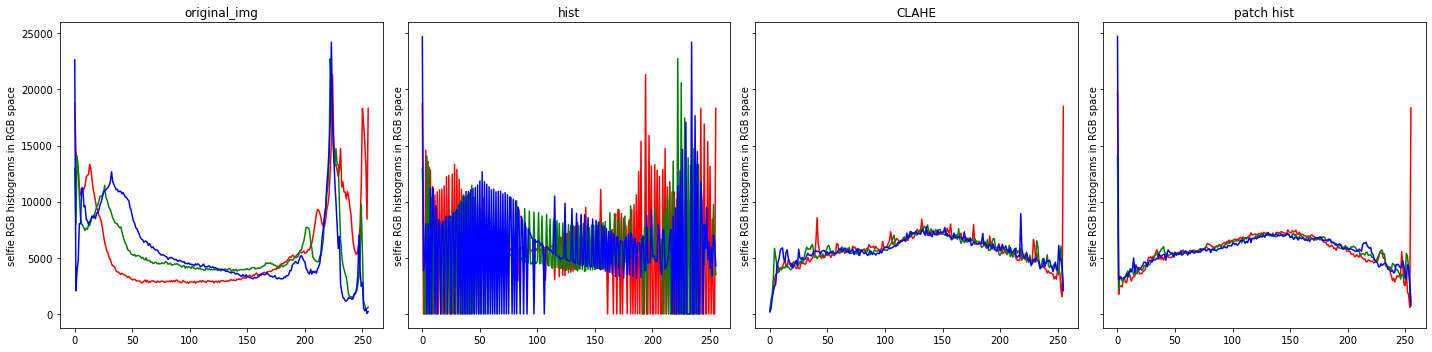 original_img
hist
CLAHE
patch hist
selfie RGB histograms in RGB space
selfie RGB histograms in RGB space
selfie RGB histograms in RGB space
selfie RGB histograms in RGB space
25000
20000
15000
10000
5000
0
0 50 100 150 200 250
0 50 100 150 200 250
0 50 100 150 200 250
0 50 100 150 200 250